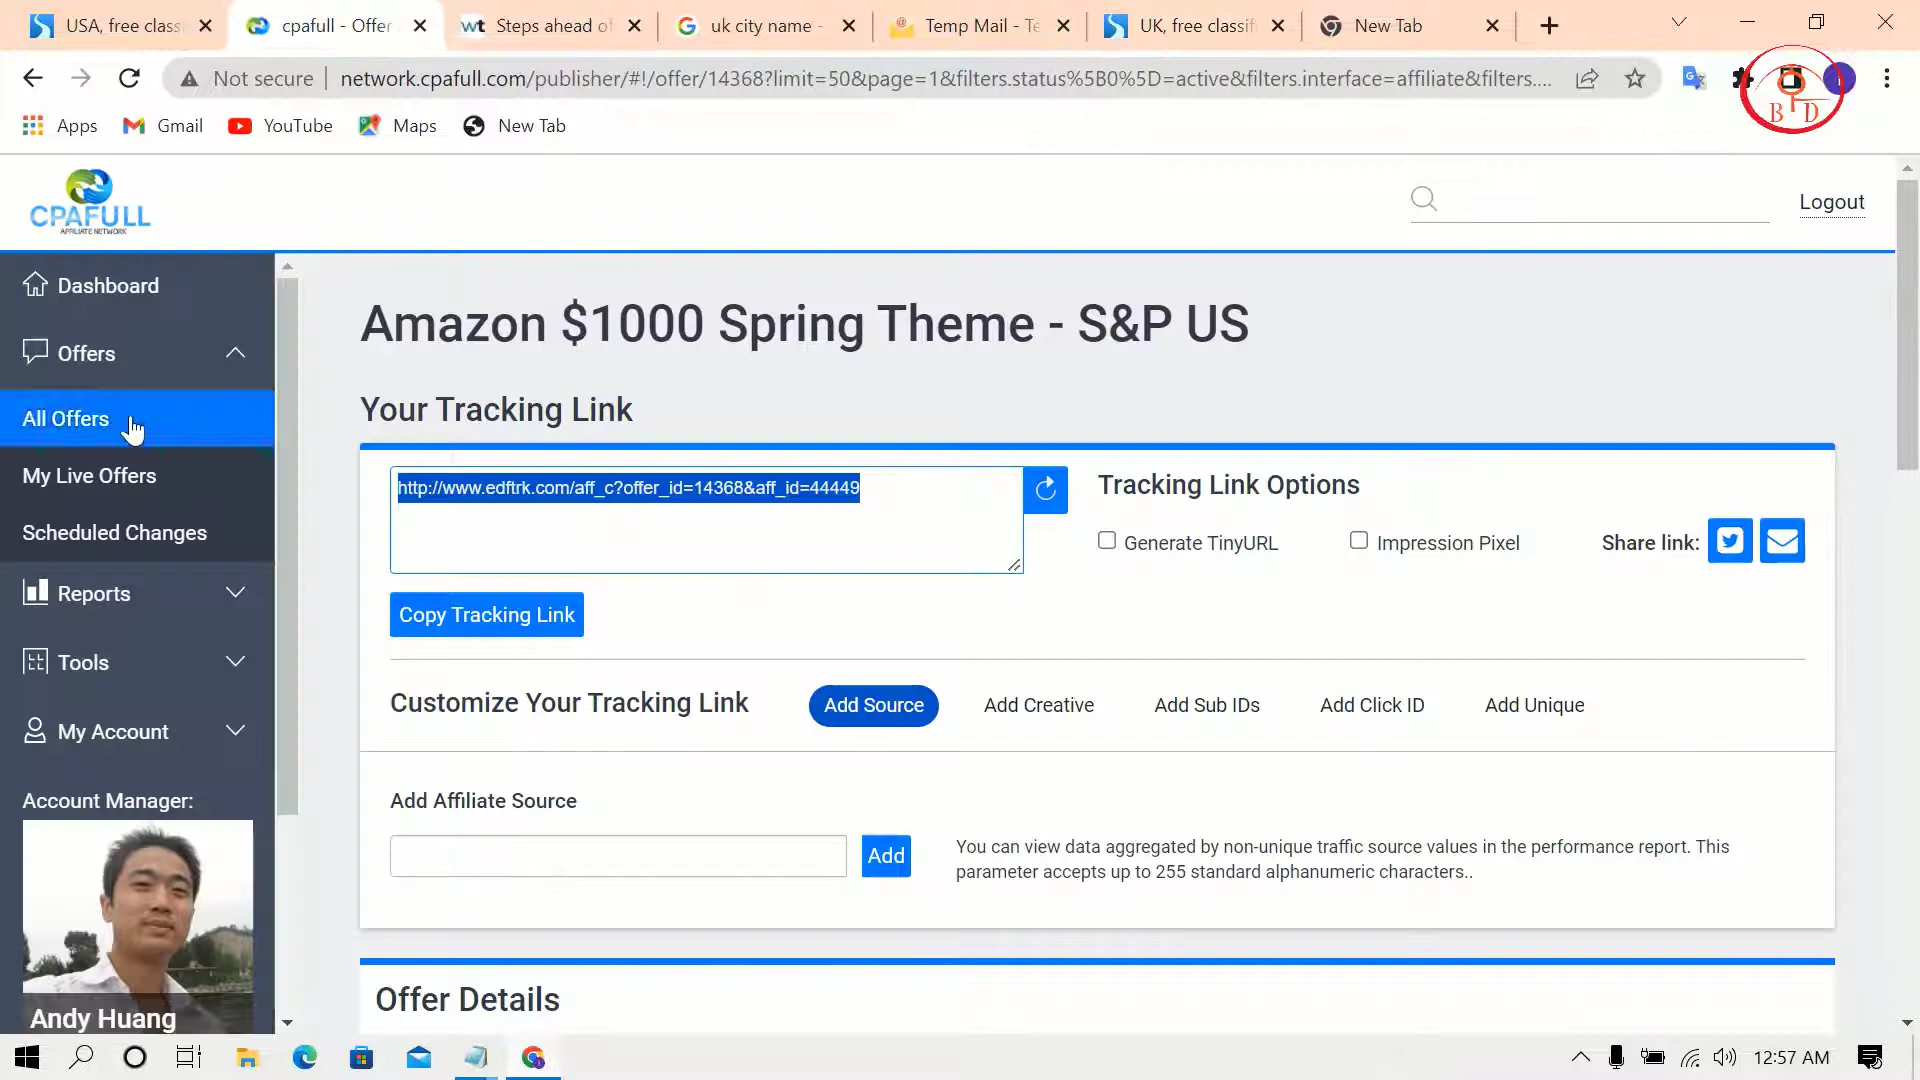 USA, free class
cpafull - Offer
wt
Steps ahead of
uk city name -
Temp Mail - Te
UK, free classif
New Tab
Not secure
network.cpafull.com/publisher/#!/offer/14368?limit=50&page=1&filters.status%5B0%5D=active&filters.interface=affiliate&filters....
Apps
Gmail
YouTube
Maps
New Tab
B D
CPAFULL
AFFILIATE NETWORK
Logout
Dashboard
Offers
All Offers
My Live Offers
Scheduled Changes
Reports
Tools
My Account
Account Manager:
Andy Huang
Amazon $1000 Spring Theme - S&P US
Your Tracking Link
http://www.edftrk.com/aff_c?offer_id=14368&aff_id=44449
Copy Tracking Link
Tracking Link Options
Generate TinyURL
Impression Pixel
Share link:
Customize Your Tracking Link
Add Source
Add Creative
Add Sub IDs
Add Click ID
Add Unique
Add Affiliate Source
Add
You can view data aggregated by non-unique traffic source values in the performance report. This
parameter accepts up to 255 standard alphanumeric characters..
Offer Details
12:57 AM